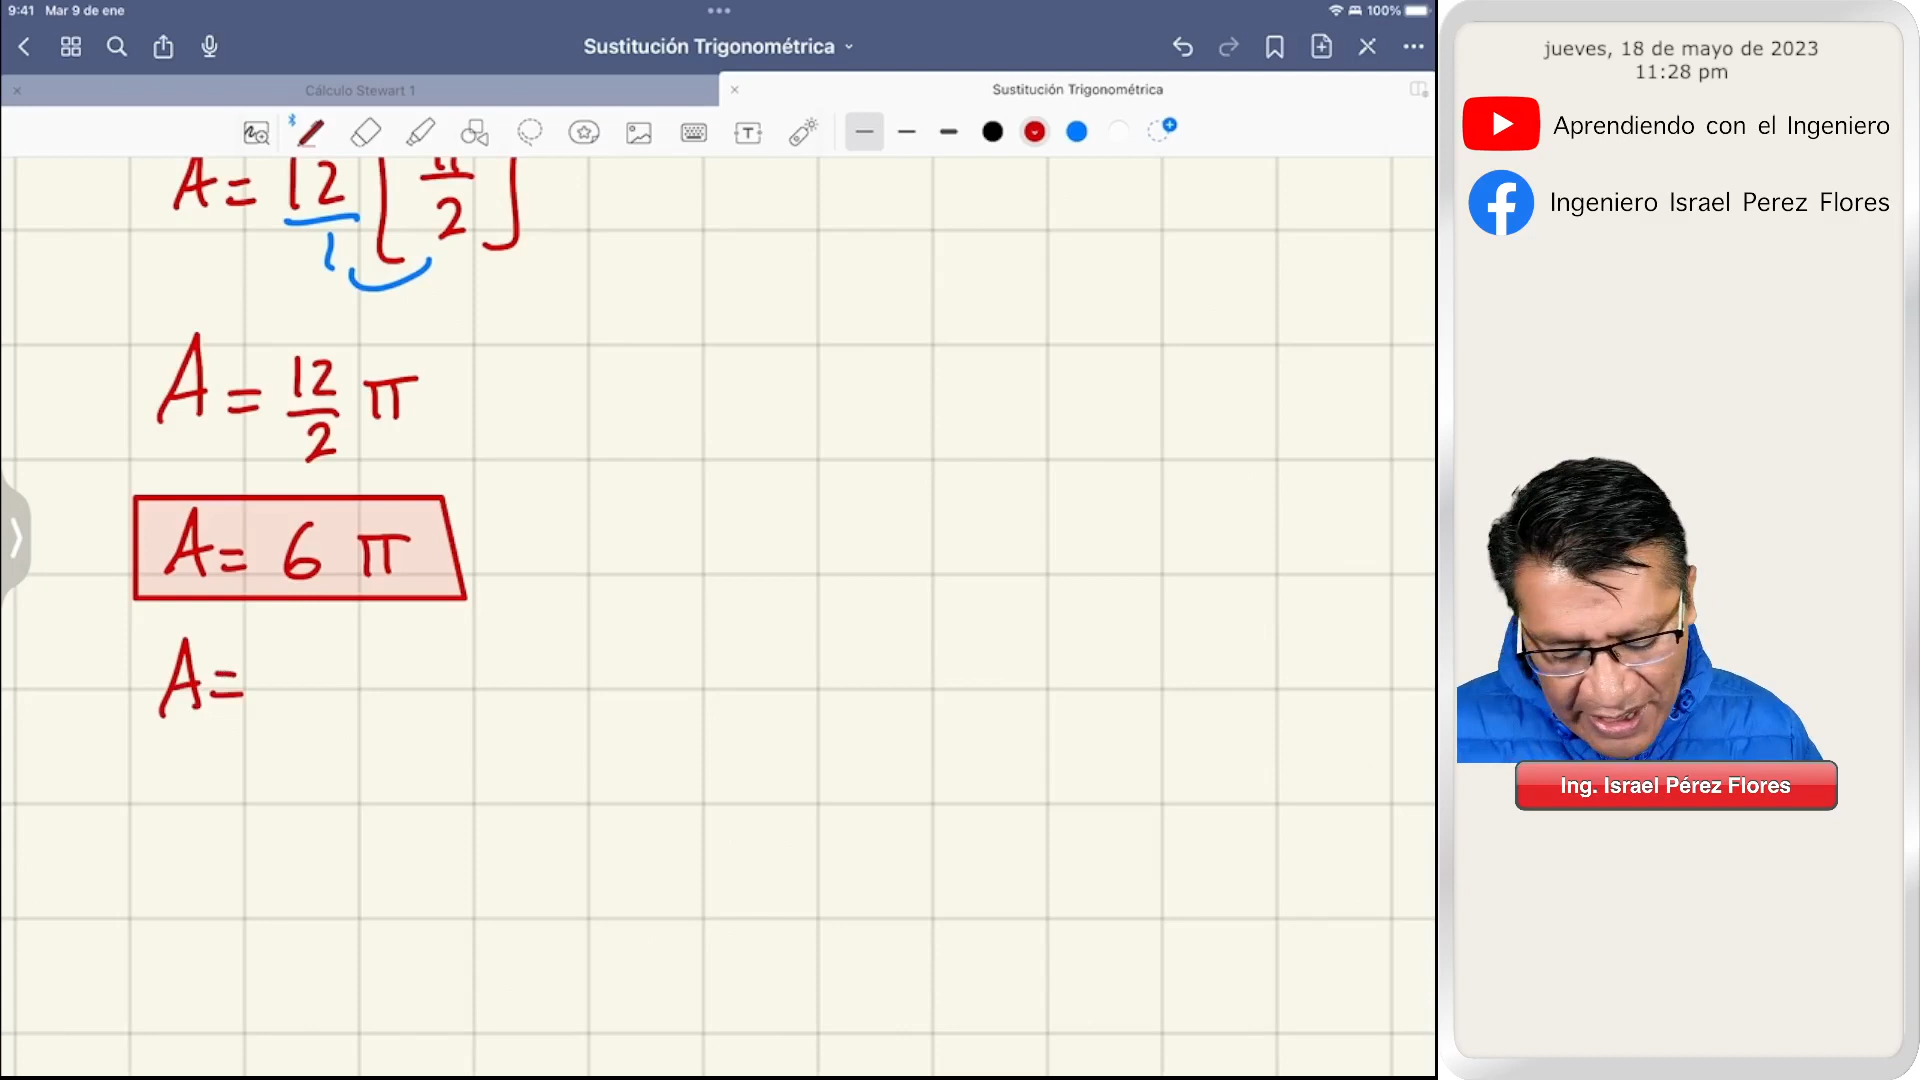 9:41 Mar 9 de ene
100%
Sustitución Trigonométrica
Cálculo Stewart 1
Sustitución Trigonométrica
A = 12 [ π/2 ]
1
A = 12/2 π
A = 6 π
A =
jueves, 18 de mayo de 2023
11:28 pm
Aprendiendo con el Ingeniero
Ingeniero Israel Perez Flores
Ing. Israel Pérez Flores